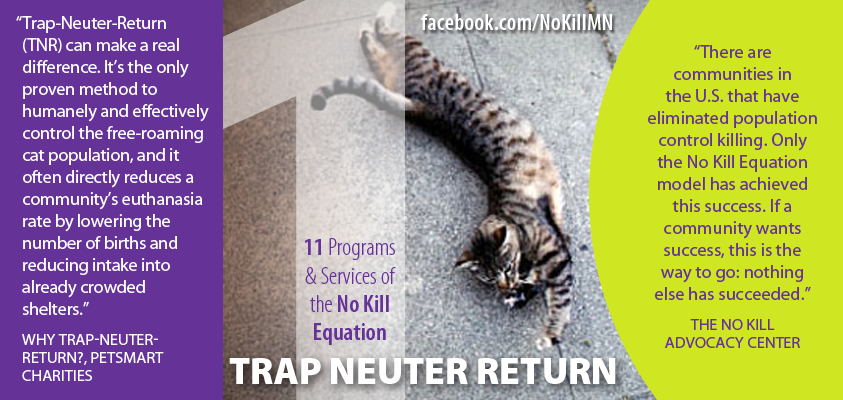 “Trap-Neuter-Return
(TNR) can make a real
difference. It’s the only
proven method to
humanely and effectively
control the free-roaming
cat population, and it
often directly reduces a
community’s euthanasia
rate by lowering the
number of births and
reducing intake into
already crowded
shelters.”
WHY TRAP-NEUTER-
RETURN?, PETSMART
CHARITIES
facebook.com/NoKillMN
1
11 Programs
& Services of
the No Kill
Equation
TRAP NEUTER RETURN
“There are
communities in
the U.S. that have
eliminated population
control killing. Only
the No Kill Equation
model has achieved
this success. If a
community wants
success, this is the
way to go: nothing
else has succeeded.”
THE NO KILL
ADVOCACY CENTER